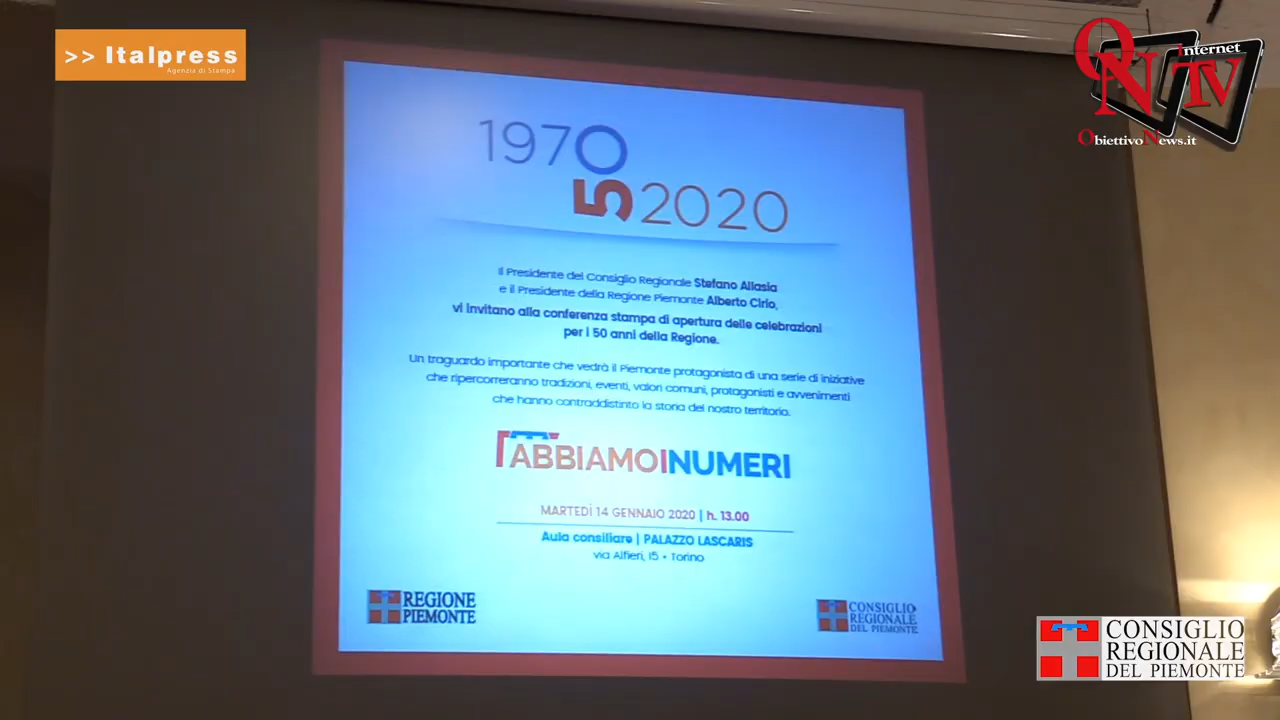 >> Italpress
Agenzia di Stampa
ON Internet TV
ObiettivoNews.it
1970
50 2020
Il Presidente del Consiglio Regionale Stefano Allasia
e il Presidente della Regione Piemonte Alberto Cirio,
vi invitano alla conferenza stampa di apertura delle celebrazioni
per i 50 anni della Regione.
Un traguardo importante che vedrà il Piemonte protagonista di una serie di iniziative
che ripercorreranno tradizioni, eventi, valori comuni, protagonisti e avvenimenti
che hanno contraddistinto la storia del nostro territorio.
ABBIAMOINUMERI
MARTEDÌ 14 GENNAIO 2020 | h. 13.00
Aula consiliare | PALAZZO LASCARIS
via Alfieri, 15 • Torino
REGIONE
PIEMONTE
CONSIGLIO
REGIONALE
DEL PIEMONTE
CONSIGLIO
REGIONALE
DEL PIEMONTE